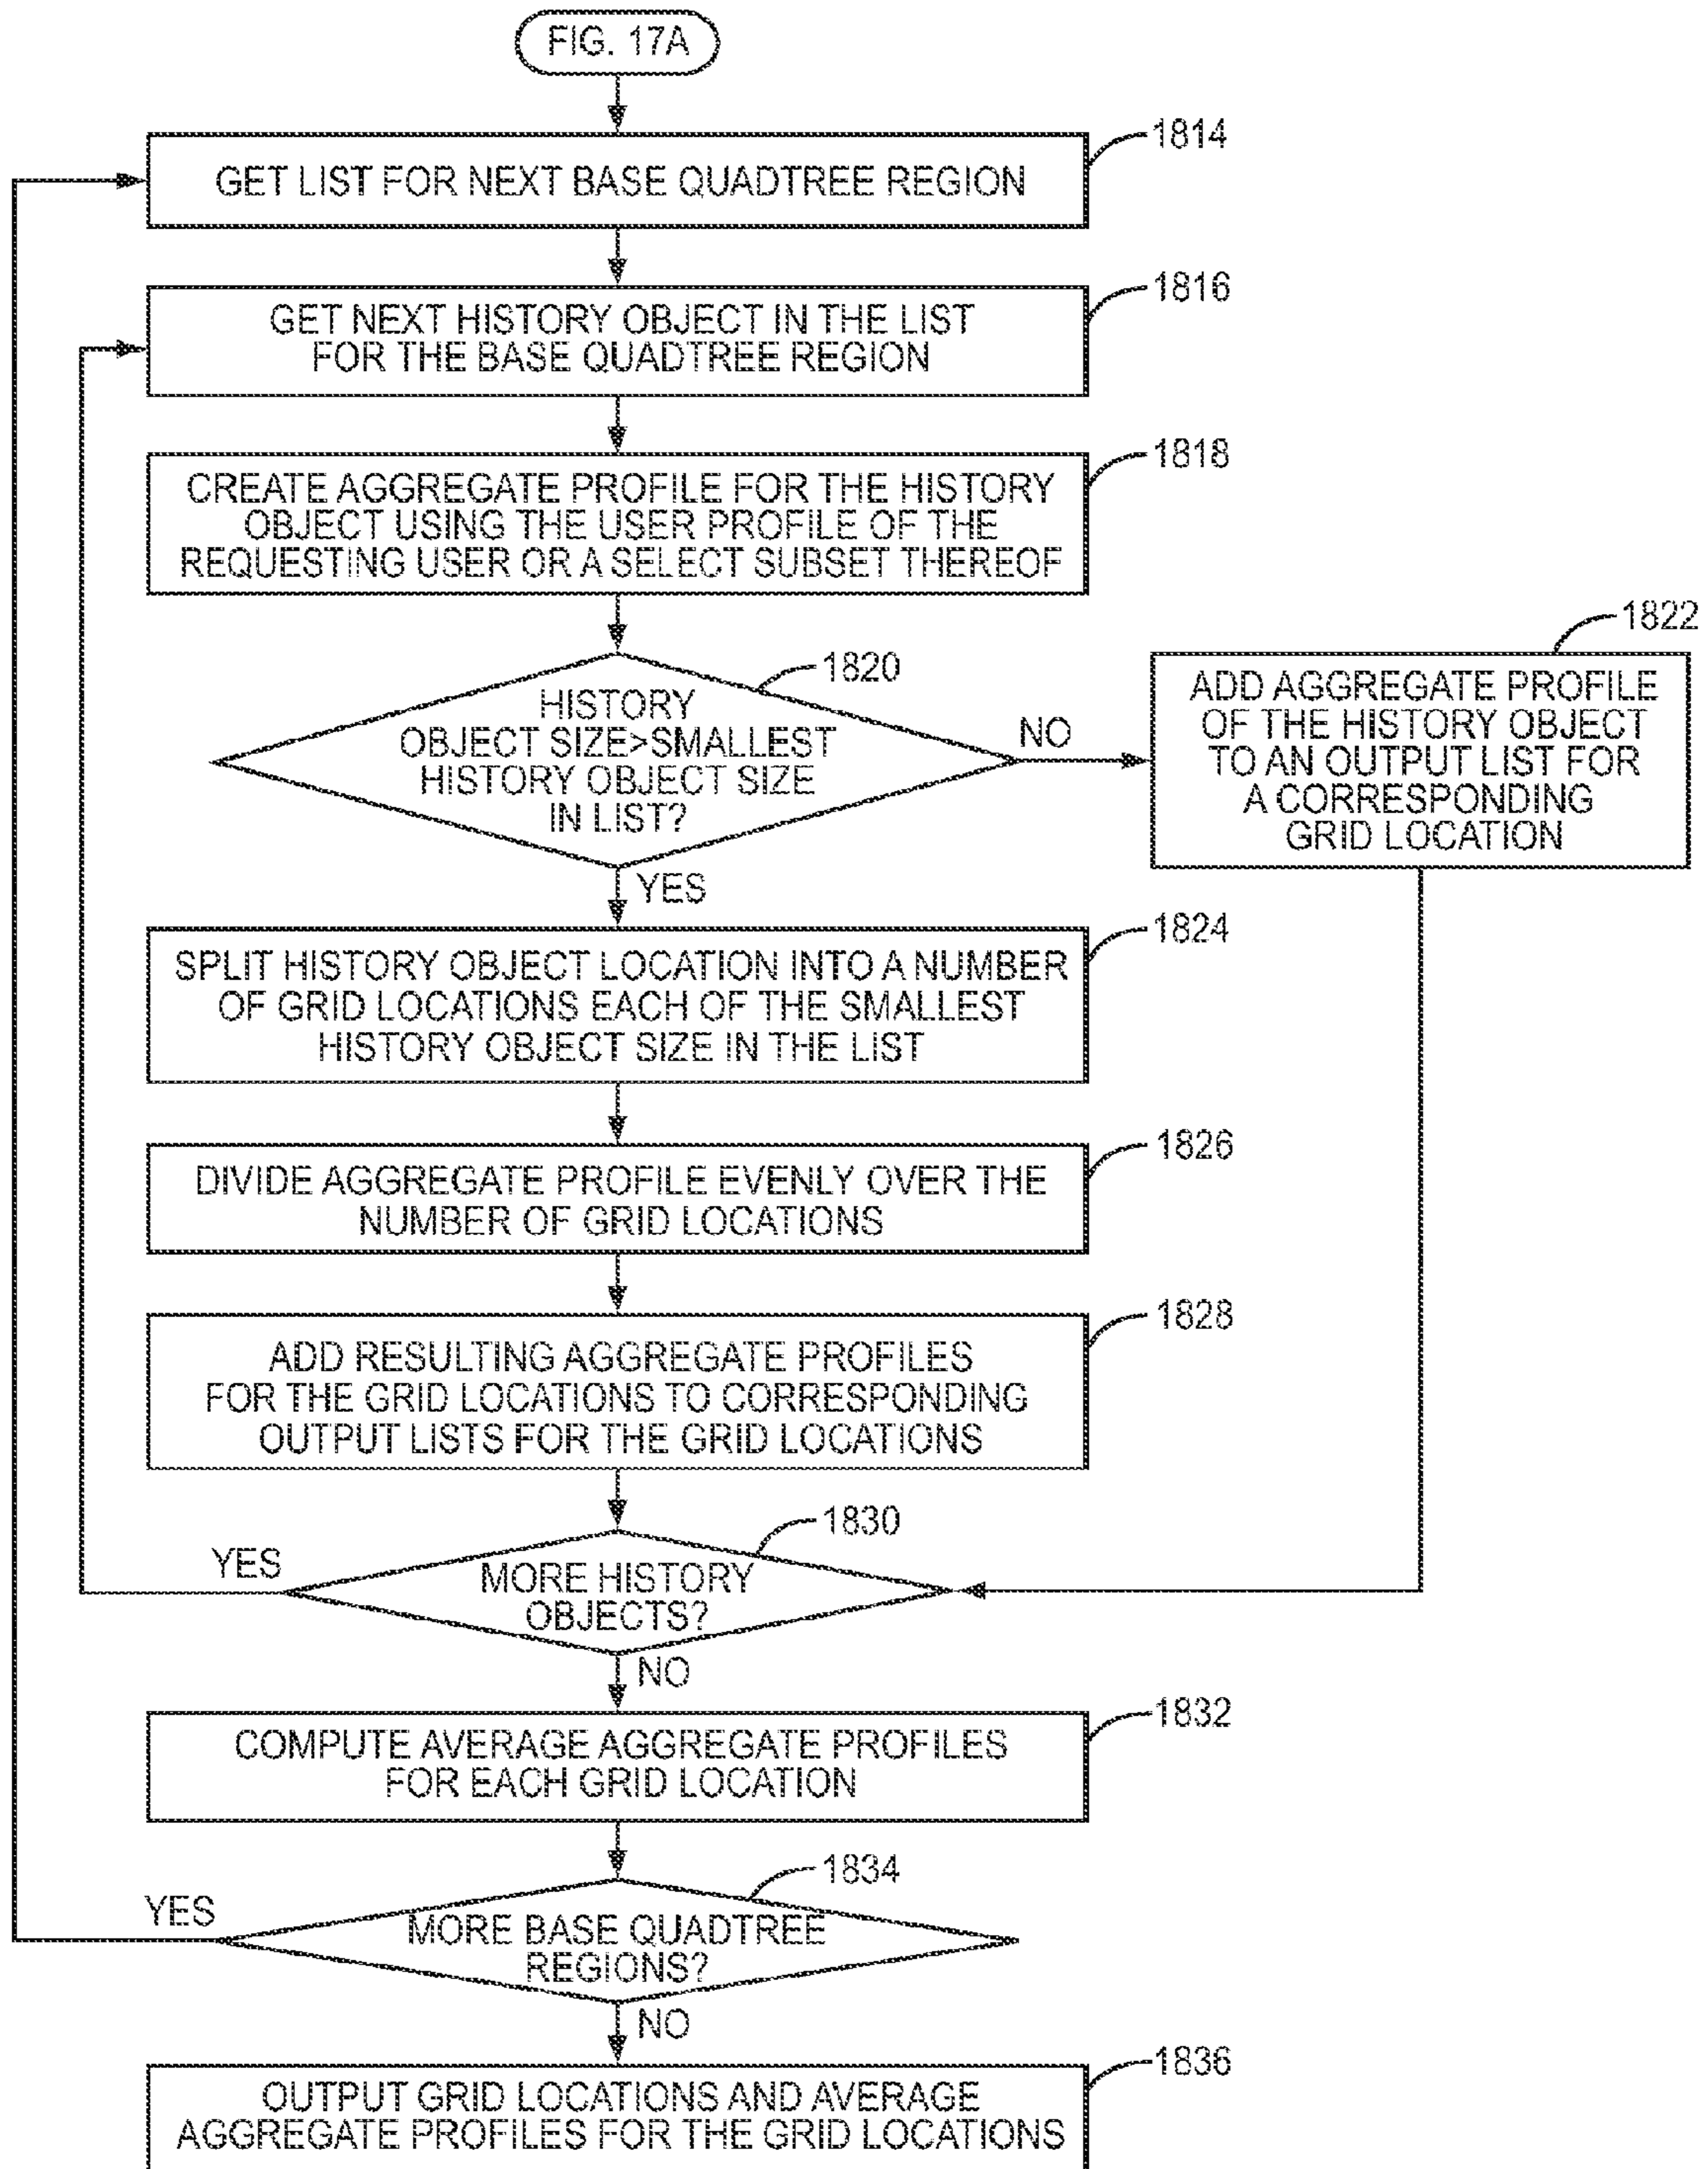 FIG. 17A
1814
GET LIST FOR NEXT BASE QUADTREE REGION
1816
GET NEXT HISTORY OBJECT IN THE LIST
FOR THE BASE QUADTREE REGION
1818
CREATE AGGREGATE PROFILE FOR THE HISTORY
OBJECT USING THE USER PROFILE OF THE
REQUESTING USER OR A SELECT SUBSET THEREOF
1820
HISTORY
OBJECT SIZE>SMALLEST
HISTORY OBJECT SIZE
IN LIST?
NO
1822
ADD AGGREGATE PROFILE
OF THE HISTORY OBJECT
TO AN OUTPUT LIST FOR
A CORRESPONDING
GRID LOCATION
YES
1824
SPLIT HISTORY OBJECT LOCATION INTO A NUMBER
OF GRID LOCATIONS EACH OF THE SMALLEST
HISTORY OBJECT SIZE IN THE LIST
1826
DIVIDE AGGREGATE PROFILE EVENLY OVER THE
NUMBER OF GRID LOCATIONS
1828
ADD RESULTING AGGREGATE PROFILES
FOR THE GRID LOCATIONS TO CORRESPONDING
OUTPUT LISTS FOR THE GRID LOCATIONS
1830
YES
MORE HISTORY
OBJECTS?
NO
1832
COMPUTE AVERAGE AGGREGATE PROFILES
FOR EACH GRID LOCATION
1834
YES
MORE BASE QUADTREE
REGIONS?
NO
1836
OUTPUT GRID LOCATIONS AND AVERAGE
AGGREGATE PROFILES FOR THE GRID LOCATIONS